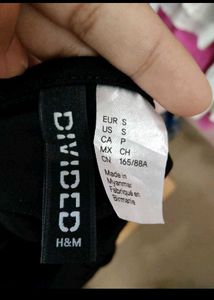 DIVIDED
H&M
EUR S
US S
CA P
MX CH
CN 165/88A
Made in
Myanmar
Fabriqué en
Birmanie